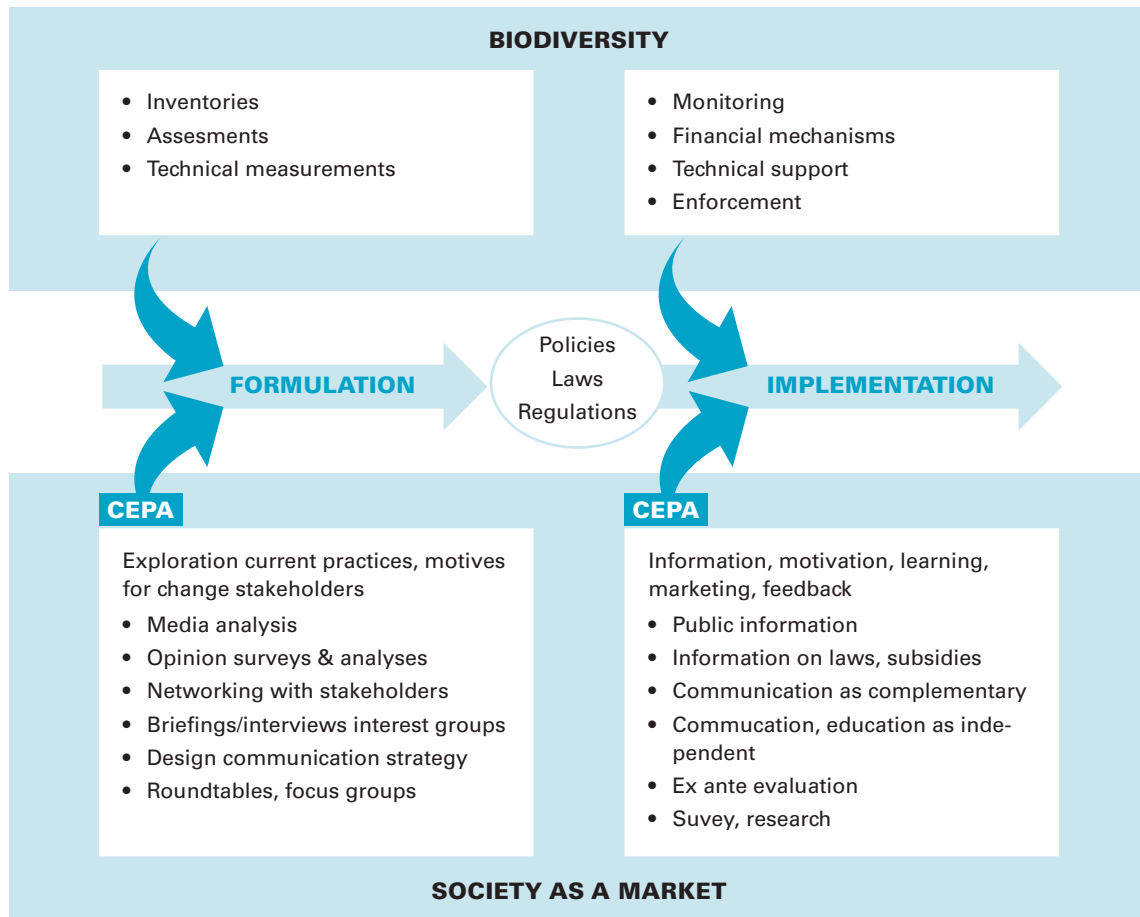 BIODIVERSITY
• Inventories
• Assesments
• Technical measurements
• Monitoring
• Financial mechanisms
• Technical support
• Enforcement
FORMULATION
Policies
Laws
Regulations
IMPLEMENTATION
CEPA
Exploration current practices, motives
for change stakeholders
• Media analysis
• Opinion surveys & analyses
• Networking with stakeholders
• Briefings/interviews interest groups
• Design communication strategy
• Roundtables, focus groups
CEPA
Information, motivation, learning,
marketing, feedback
• Public information
• Information on laws, subsidies
• Communication as complementary
• Commucation, education as inde-
pendent
• Ex ante evaluation
• Suvey, research
SOCIETY AS A MARKET